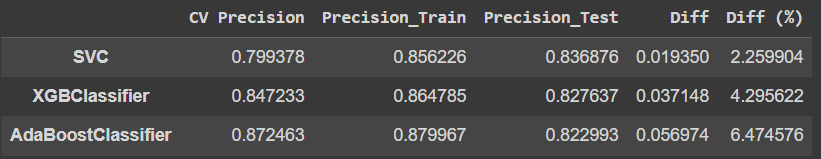 CV Precision Precision_Train Precision_Test Diff Diff (%)
SVC 0.799378 0.856226 0.836876 0.019350 2.259904
XGBClassifier 0.847233 0.864785 0.827637 0.037148 4.295622
AdaBoostClassifier 0.872463 0.879967 0.822993 0.056974 6.474576